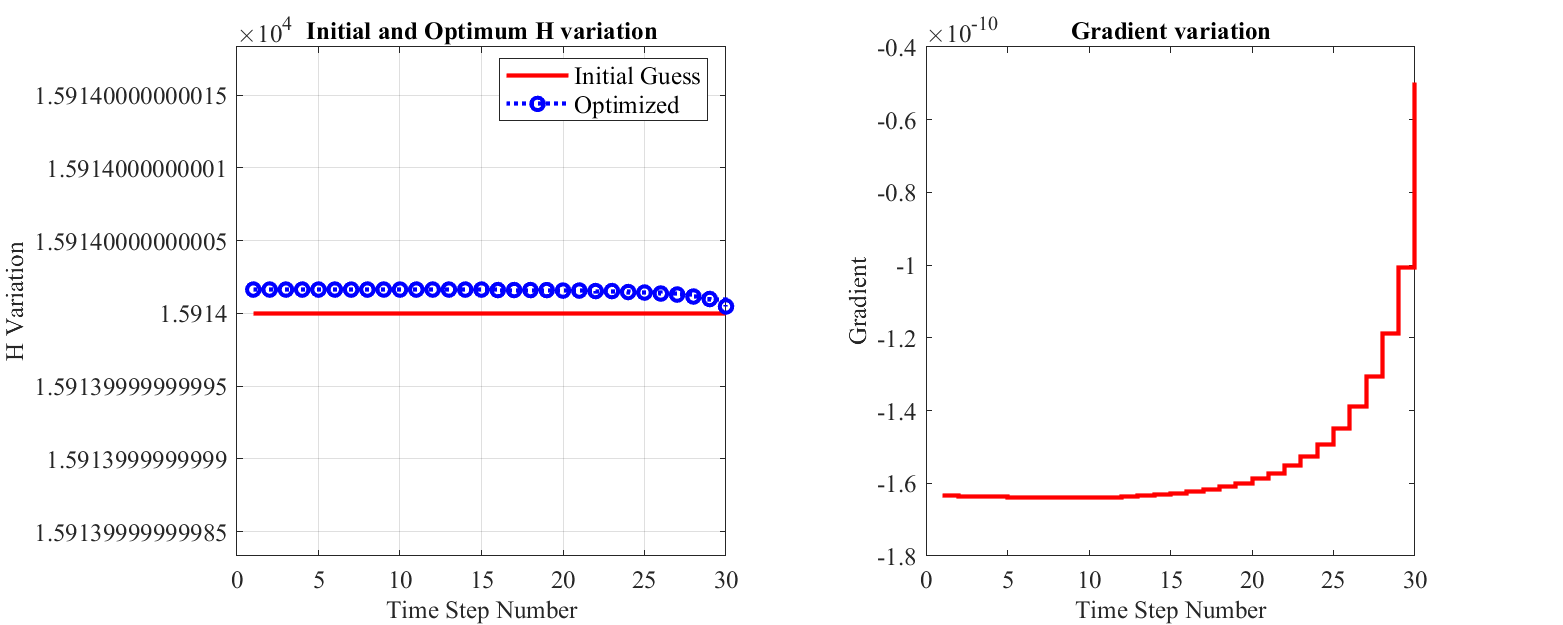 ×10^4
Initial and Optimum H variation
Initial Guess
Optimized
1.59140000000015
1.5914000000001
1.59140000000005
1.5914
1.59139999999995
1.5913999999999
1.59139999999985
H Variation
0 5 10 15 20 25 30
Time Step Number
×10^-10
Gradient variation
-0.4
-0.6
-0.8
-1
-1.2
-1.4
-1.6
-1.8
Gradient
0 5 10 15 20 25 30
Time Step Number